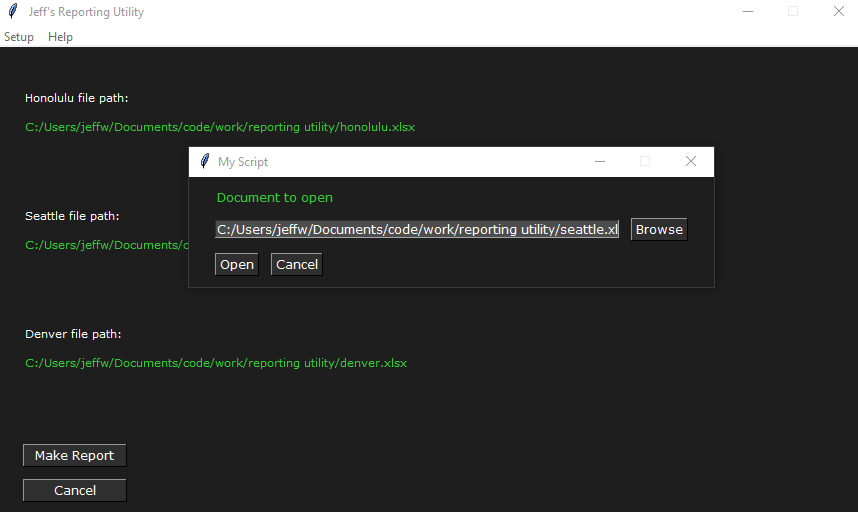 Jeff's Reporting Utility
Setup Help
Honolulu file path:
C:/Users/jeffw/Documents/code/work/reporting utility/honolulu.xlsx
My Script
Document to open
C:/Users/jeffw/Documents/code/work/reporting utility/seattle.xl
Browse
Open Cancel
Seattle file path:
C:/Users/jeffw/Documents/c
Denver file path:
C:/Users/jeffw/Documents/code/work/reporting utility/denver.xlsx
Make Report
Cancel